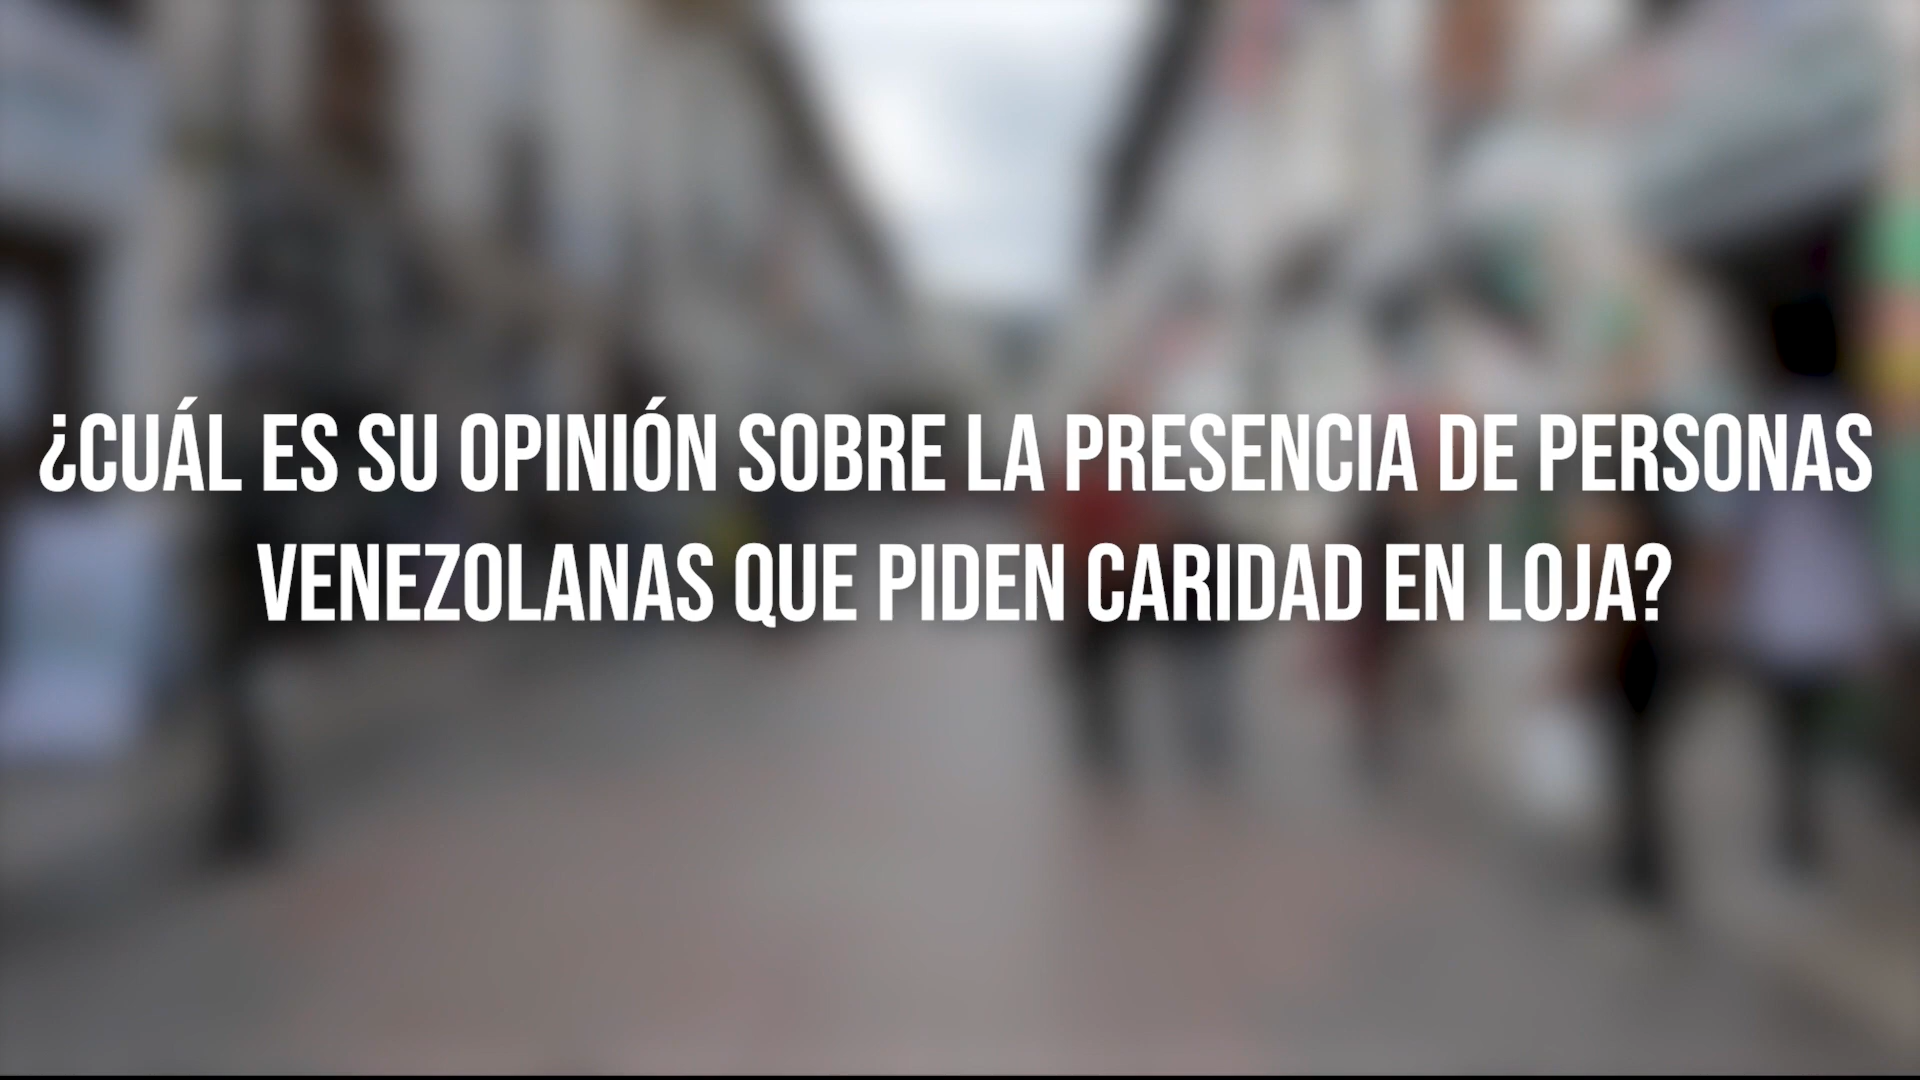 ¿CUÁL ES SU OPINIÓN SOBRE LA PRESENCIA DE PERSONAS
VENEZOLANAS QUE PIDEN CARIDAD EN LOJA?